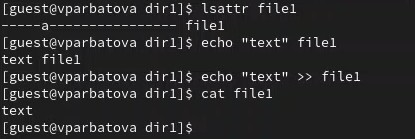 [guest@vparbatova dir1]$ lsattr file1
-----a---------------- file1
[guest@vparbatova dir1]$ echo "text" file1
text file1
[guest@vparbatova dir1]$ echo "text" >> file1
[guest@vparbatova dir1]$ cat file1
text
[guest@vparbatova dir1]$